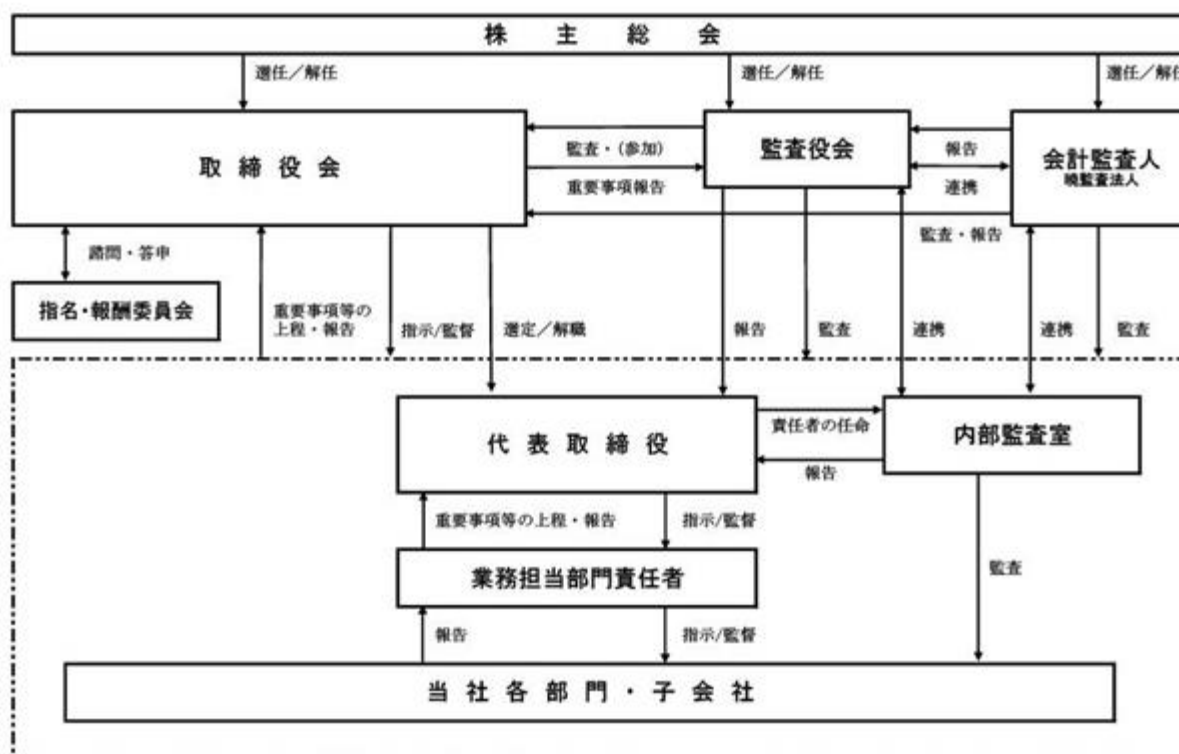 株主総会
選任／解任
選任／解任
選任／解任
取締役会
監査・(参加)
重要事項報告
監査役会
報告
連携
会計監査人
暁監査法人
監査・報告
諮問・答申
指名・報酬委員会
重要事項等の
上程・報告
指示/監督
選定／解職
報告
監査
連携
連携
監査
代表取締役
責任者の任命
報告
内部監査室
重要事項等の上程・報告
指示/監督
業務担当部門責任者
監査
報告
指示/監督
当社各部門・子会社